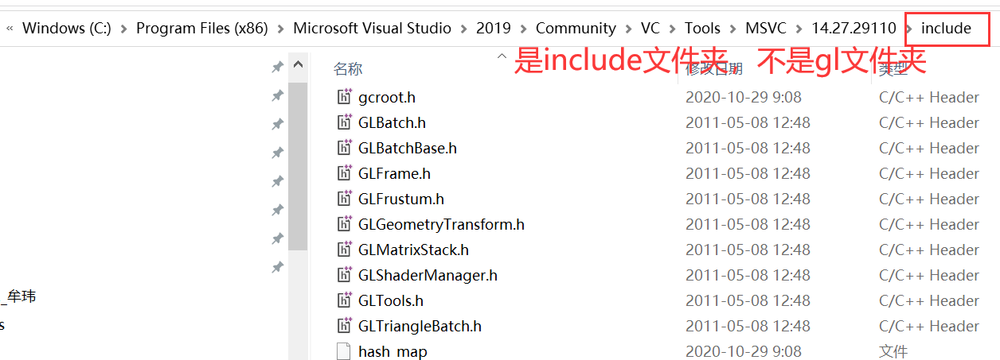 « Windows (C:) > Program Files (x86) > Microsoft Visual Studio > 2019 > Community > VC > Tools > MSVC > 14.27.29110 > include
是include文件夹，不是gl文件夹
名称 修改日期 类型
gcroot.h 2020-10-29 9:08 C/C++ Header
GLBatch.h 2011-05-08 12:48 C/C++ Header
GLBatchBase.h 2011-05-08 12:48 C/C++ Header
GLFrame.h 2011-05-08 12:48 C/C++ Header
GLFrustum.h 2011-05-08 12:48 C/C++ Header
GLGeometryTransform.h 2011-05-08 12:48 C/C++ Header
GLMatrixStack.h 2011-05-08 12:48 C/C++ Header
GLShaderManager.h 2011-05-08 12:48 C/C++ Header
_牟玮
GLTools.h 2011-05-08 12:48 C/C++ Header
s
GLTriangleBatch.h 2011-05-08 12:48 C/C++ Header
hash_map 2020-10-29 9:08 文件